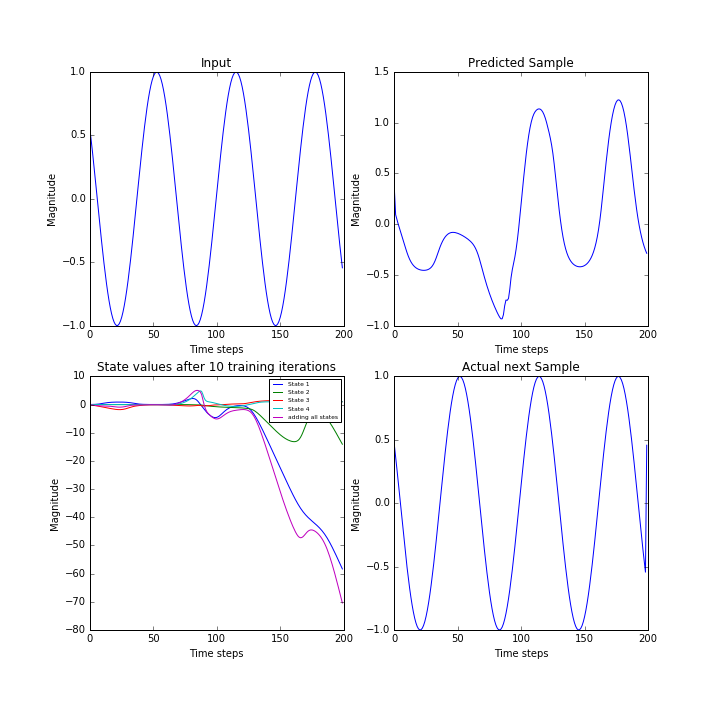 Input
1.0
0.5
0.0
−0.5
−1.0
Magnitude
0 50 100 150 200
Time steps
Predicted Sample
1.5
1.0
0.5
0.0
−0.5
−1.0
Magnitude
0 50 100 150 200
Time steps
State values after 10 training iterations
10
0
−10
−20
−30
−40
−50
−60
−70
−80
Magnitude
State 1
State 2
State 3
State 4
adding all states
0 50 100 150 200
Time steps
Actual next Sample
1.0
0.5
0.0
−0.5
−1.0
Magnitude
0 50 100 150 200
Time steps